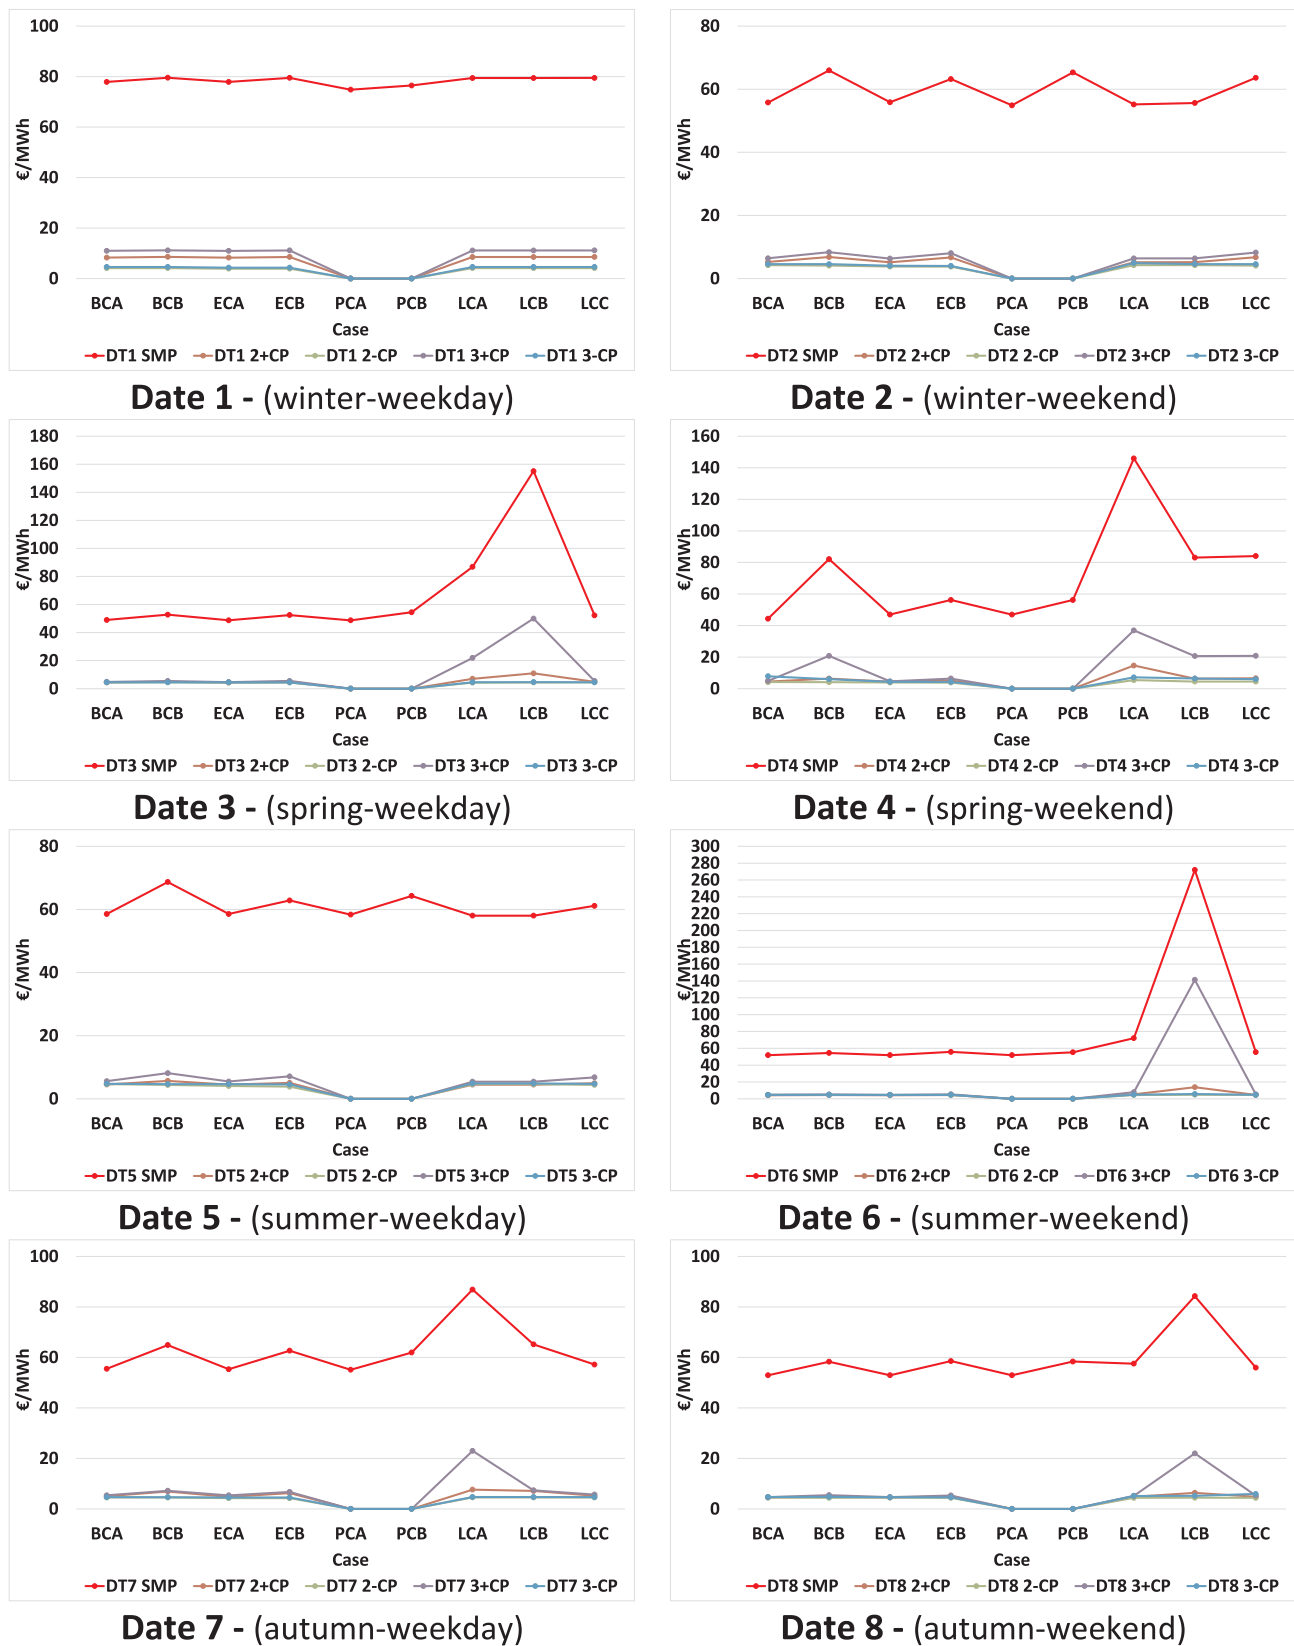 100
80
60
40
20
0
€/MWh
BCA BCB ECA ECB PCA PCB LCA LCB LCC
Case
DT1 SMP DT1 2+CP DT1 2-CP DT1 3+CP DT1 3-CP
Date 1 - (winter-weekday)
80
60
40
20
0
€/MWh
BCA BCB ECA ECB PCA PCB LCA LCB LCC
Case
DT2 SMP DT2 2+CP DT2 2-CP DT2 3+CP DT2 3-CP
Date 2 - (winter-weekend)
180
160
140
120
100
80
60
40
20
0
€/MWh
BCA BCB ECA ECB PCA PCB LCA LCB LCC
Case
DT3 SMP DT3 2+CP DT3 2-CP DT3 3+CP DT3 3-CP
Date 3 - (spring-weekday)
160
140
120
100
80
60
40
20
0
€/MWh
BCA BCB ECA ECB PCA PCB LCA LCB LCC
Case
DT4 SMP DT4 2+CP DT4 2-CP DT4 3+CP DT4 3-CP
Date 4 - (spring-weekend)
80
60
40
20
0
€/MWh
BCA BCB ECA ECB PCA PCB LCA LCB LCC
Case
DT5 SMP DT5 2+CP DT5 2-CP DT5 3+CP DT5 3-CP
Date 5 - (summer-weekday)
300
280
260
240
220
200
180
160
140
120
100
80
60
40
20
0
€/MWh
BCA BCB ECA ECB PCA PCB LCA LCB LCC
Case
DT6 SMP DT6 2+CP DT6 2-CP DT6 3+CP DT6 3-CP
Date 6 - (summer-weekend)
100
80
60
40
20
0
€/MWh
BCA BCB ECA ECB PCA PCB LCA LCB LCC
Case
DT7 SMP DT7 2+CP DT7 2-CP DT7 3+CP DT7 3-CP
Date 7 - (autumn-weekday)
100
80
60
40
20
0
€/MWh
BCA BCB ECA ECB PCA PCB LCA LCB LCC
Case
DT8 SMP DT8 2+CP DT8 2-CP DT8 3+CP DT8 3-CP
Date 8 - (autumn-weekend)